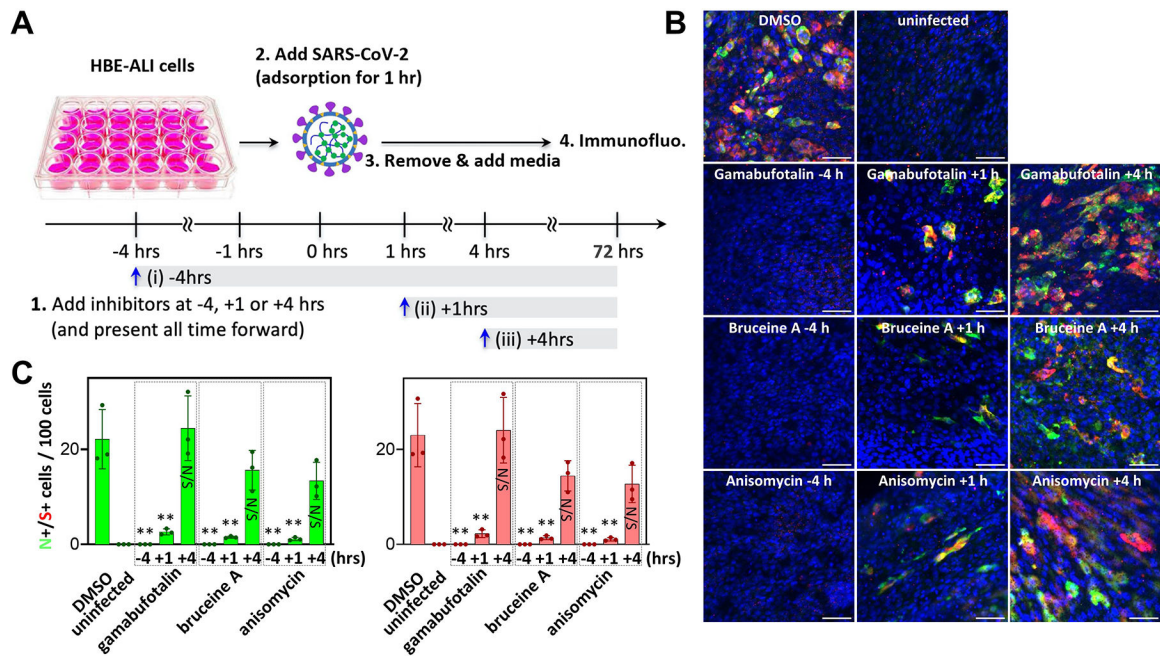 A
HBE-ALI cells
2. Add SARS-CoV-2
(adsorption for 1 hr)
3. Remove & add media
4. Immunofluo.
-4 hrs
-1 hrs
0 hrs
1 hrs
4 hrs
72 hrs
(i) -4hrs
1. Add inhibitors at -4, +1 or +4 hrs
(and present all time forward)
(ii) +1hrs
(iii) +4hrs
B
DMSO
uninfected
Gamabufotalin -4 h
Gamabufotalin +1 h
Gamabufotalin +4 h
Bruceine A -4 h
Bruceine A +1 h
Bruceine A +4 h
Anisomycin -4 h
Anisomycin +1 h
Anisomycin +4 h
C
N+/S+ cells / 100 cells
20
0
** ** N/S ** ** N/S ** ** N/S
-4 +1 +4 -4 +1 +4 -4 +1 +4 (hrs)
DMSO
uninfected
gamabufotalin
bruceine A
anisomycin
20
0
** ** N/S ** ** N/S ** ** N/S
-4 +1 +4 -4 +1 +4 -4 +1 +4 (hrs)
DMSO
uninfected
gamabufotalin
bruceine A
anisomycin